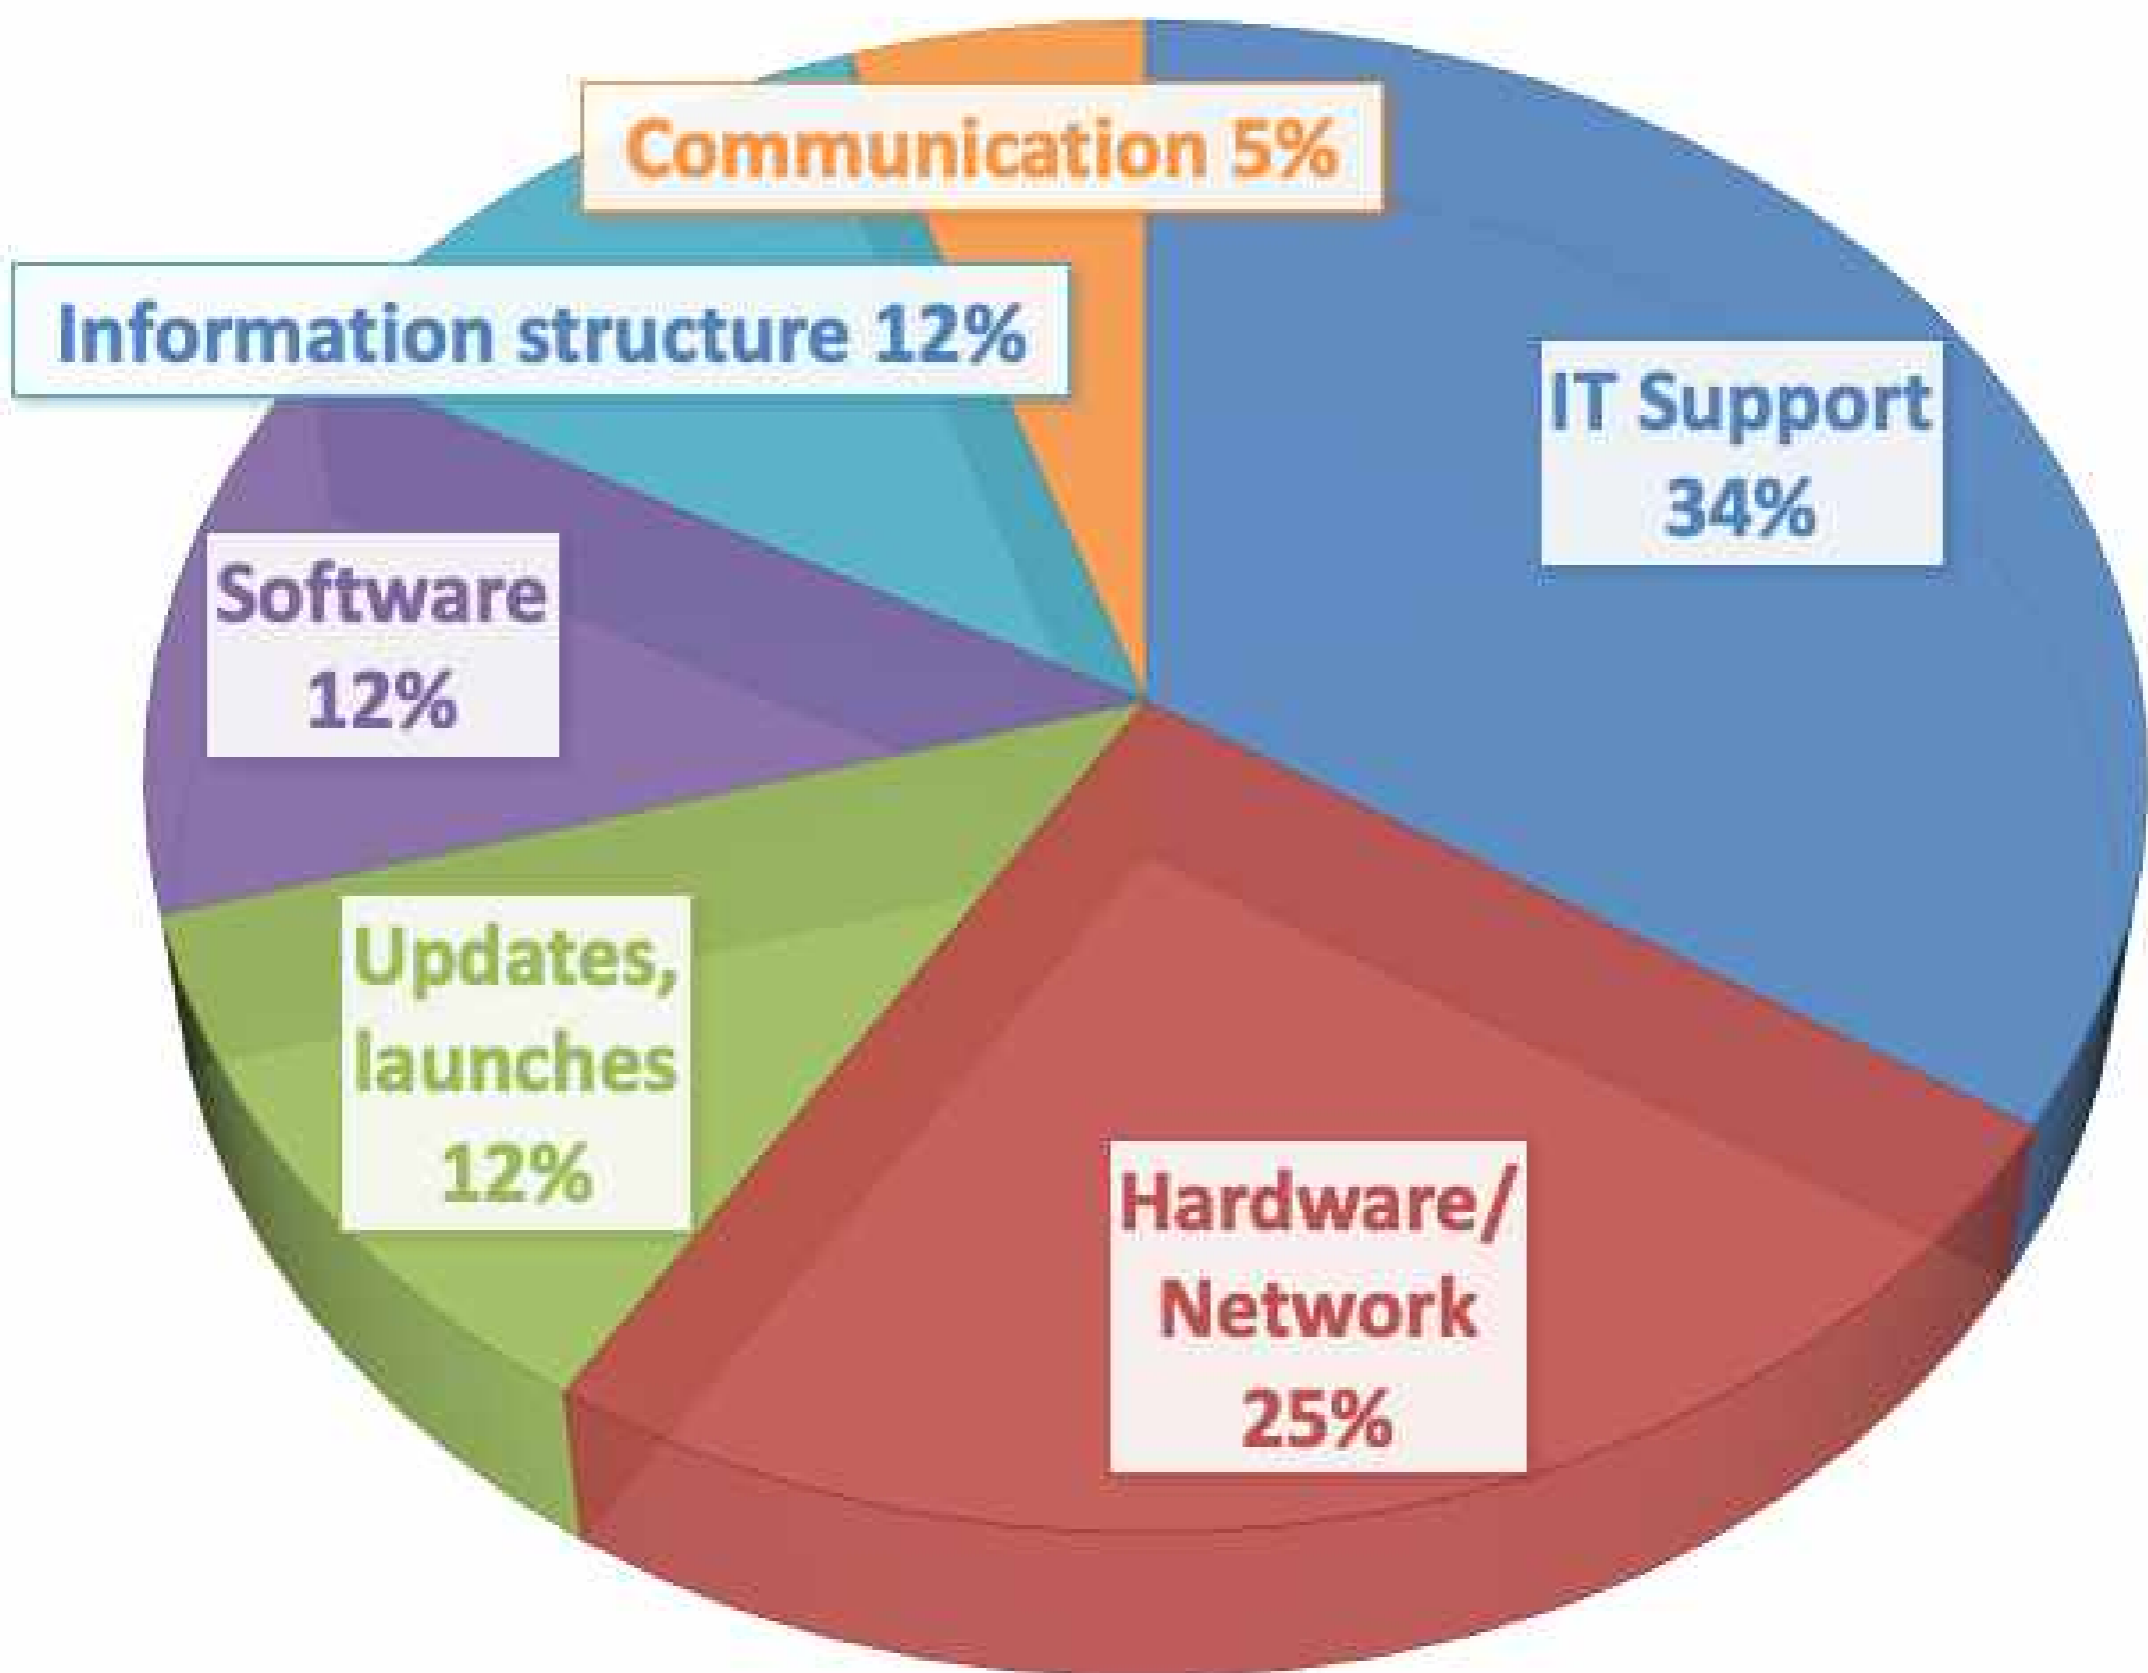 Communication 5%
Information structure 12%
IT Support
34%
Software
12%
Updates,
launches
12%
Hardware/
Network
25%